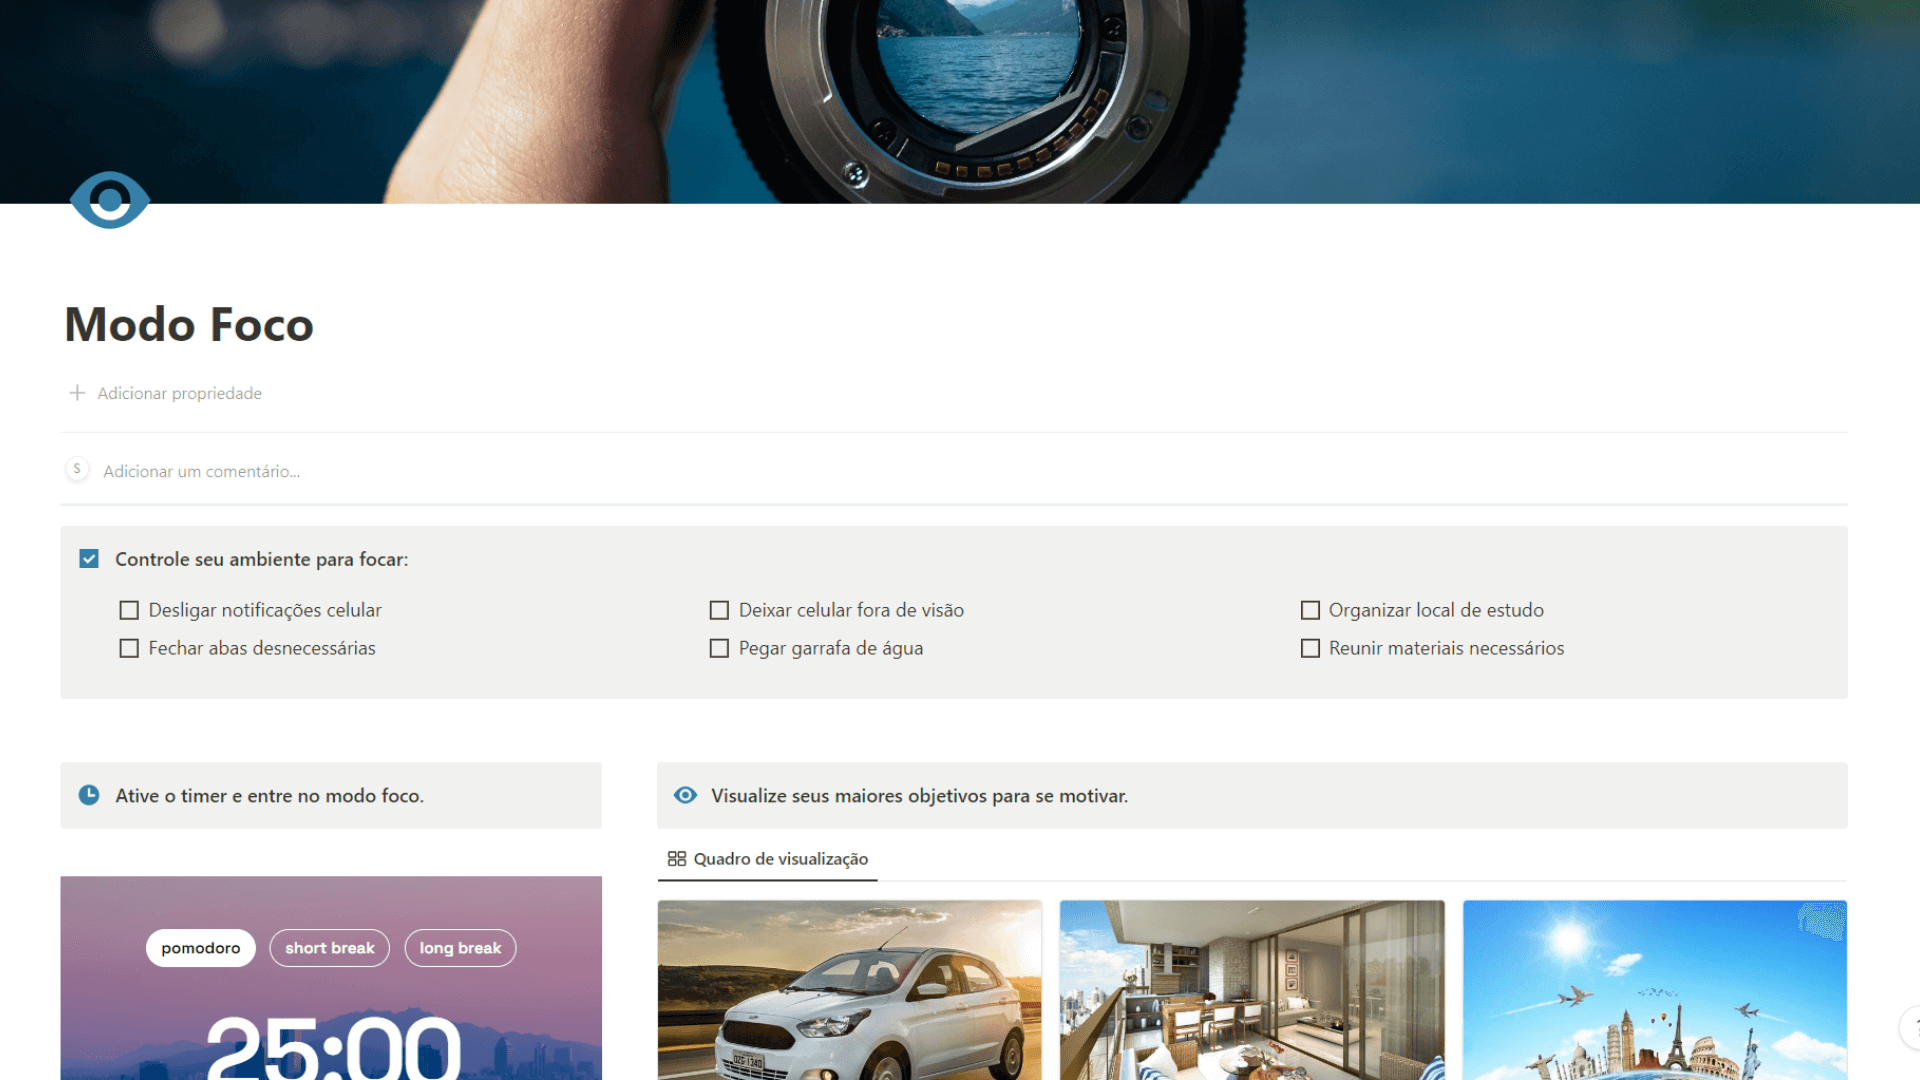 Modo Foco
Adicionar propriedade
S
Adicionar um comentário...
Controle seu ambiente para focar:
Desligar notificações celular
Deixar celular fora de visão
Organizar local de estudo
Fechar abas desnecessárias
Pegar garrafa de água
Reunir materiais necessários
Ative o timer e entre no modo foco.
Visualize seus maiores objetivos para se motivar.
Quadro de visualização
pomodoro
short break
long break
25:00